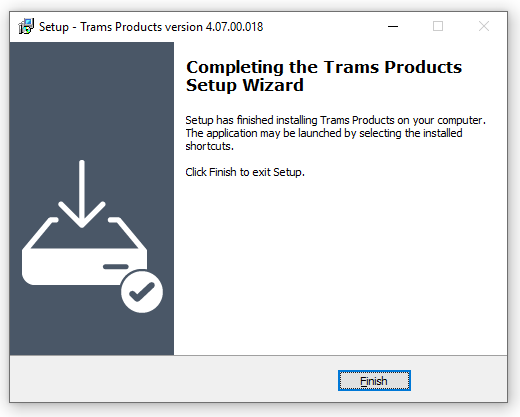 Setup - Trams Products version 4.07.00.018
Completing the Trams Products
Setup Wizard
Setup has finished installing Trams Products on your computer.
The application may be launched by selecting the installed
shortcuts.
Click Finish to exit Setup.
Finish